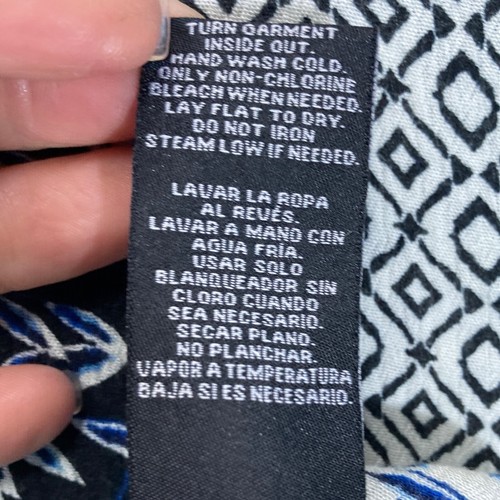 TURN GARMENT
INSIDE OUT.
HAND WASH COLD.
ONLY NON-CHLORINE
BLEACH WHEN NEEDED.
LAY FLAT TO DRY.
DO NOT IRON
STEAM LOW IF NEEDED.
LAVAR LA ROPA
AL REVÉS.
LAVAR A MANO CON
AGUA FRÍA.
USAR SOLO
BLANQUEADOR SIN
CLORO CUANDO
SEA NECESARIO.
SECAR PLANO.
NO PLANCHAR.
VAPOR A TEMPERATURA
BAJA SI ES NECESARIO.